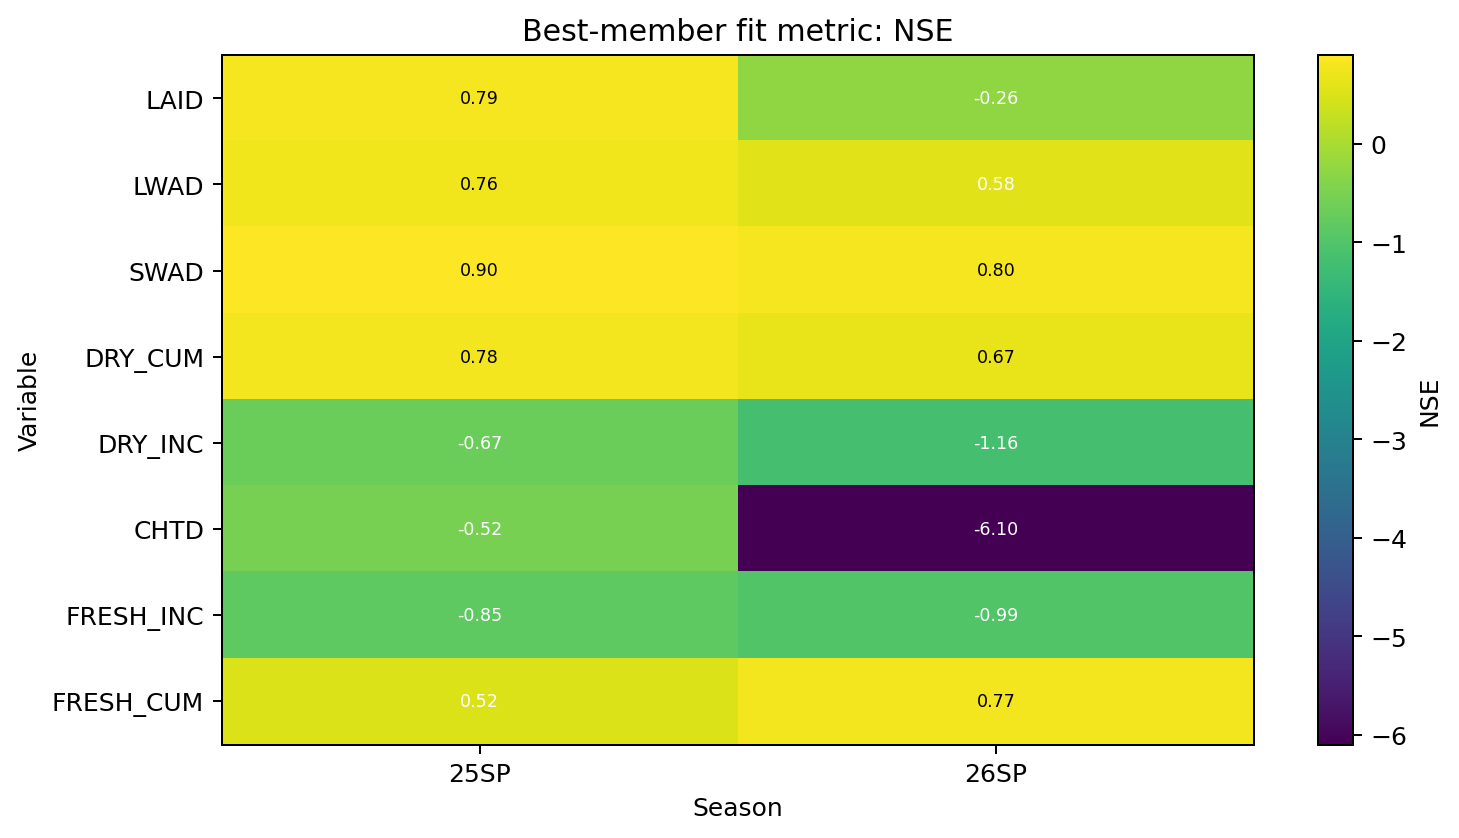 Best-member fit metric: NSE
LAID 0.79 -0.26
LWAD 0.76 0.58
SWAD 0.90 0.80
DRY_CUM 0.78 0.67
DRY_INC -0.67 -1.16
CHTD -0.52 -6.10
FRESH_INC -0.85 -0.99
FRESH_CUM 0.52 0.77
25SP 26SP
Season
Variable
0
−1
−2
−3
−4
−5
−6
NSE